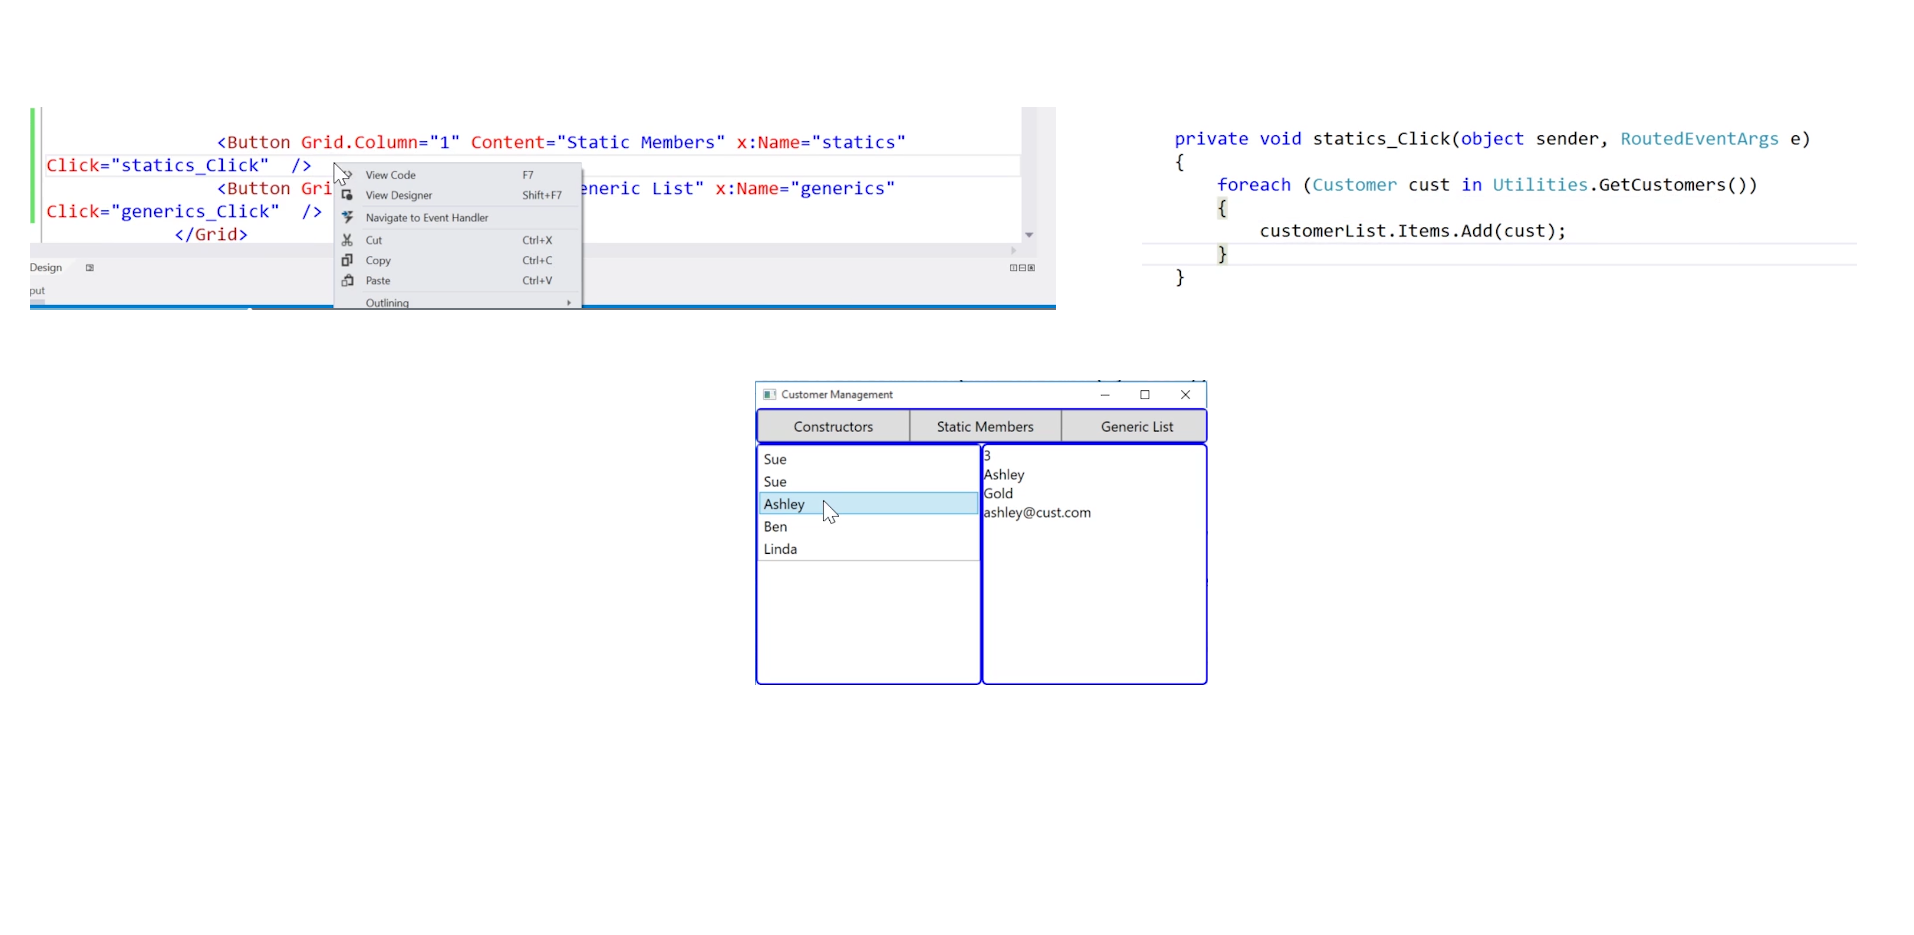 <Button Grid.Column="1" Content="Static Members" x:Name="statics"
Click="statics_Click" />
<Button Gri
eneric List" x:Name="generics"
Click="generics_Click" />
</Grid>
View Code F7
View Designer Shift+F7
Navigate to Event Handler
Cut Ctrl+X
Copy Ctrl+C
Paste Ctrl+V
Outlining
Design
put
private void statics_Click(object sender, RoutedEventArgs e)
{
foreach (Customer cust in Utilities.GetCustomers())
{
customerList.Items.Add(cust);
}
}
Customer Management
Constructors Static Members Generic List
Sue
Sue
Ashley
Ben
Linda
3
Ashley
Gold
ashley@cust.com